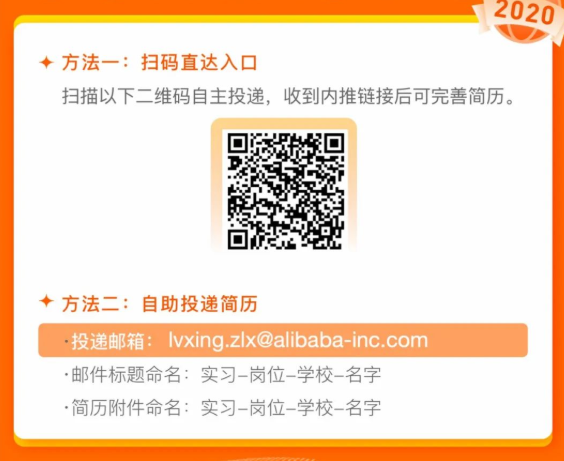 2020
方法一：扫码直达入口
扫描以下二维码自主投递，收到内推链接后可完善简历。
方法二：自助投递简历
·投递邮箱：lvxing.zlx@alibaba-inc.com
·邮件标题命名：实习–岗位–学校–名字
·简历附件命名：实习–岗位–学校–名字